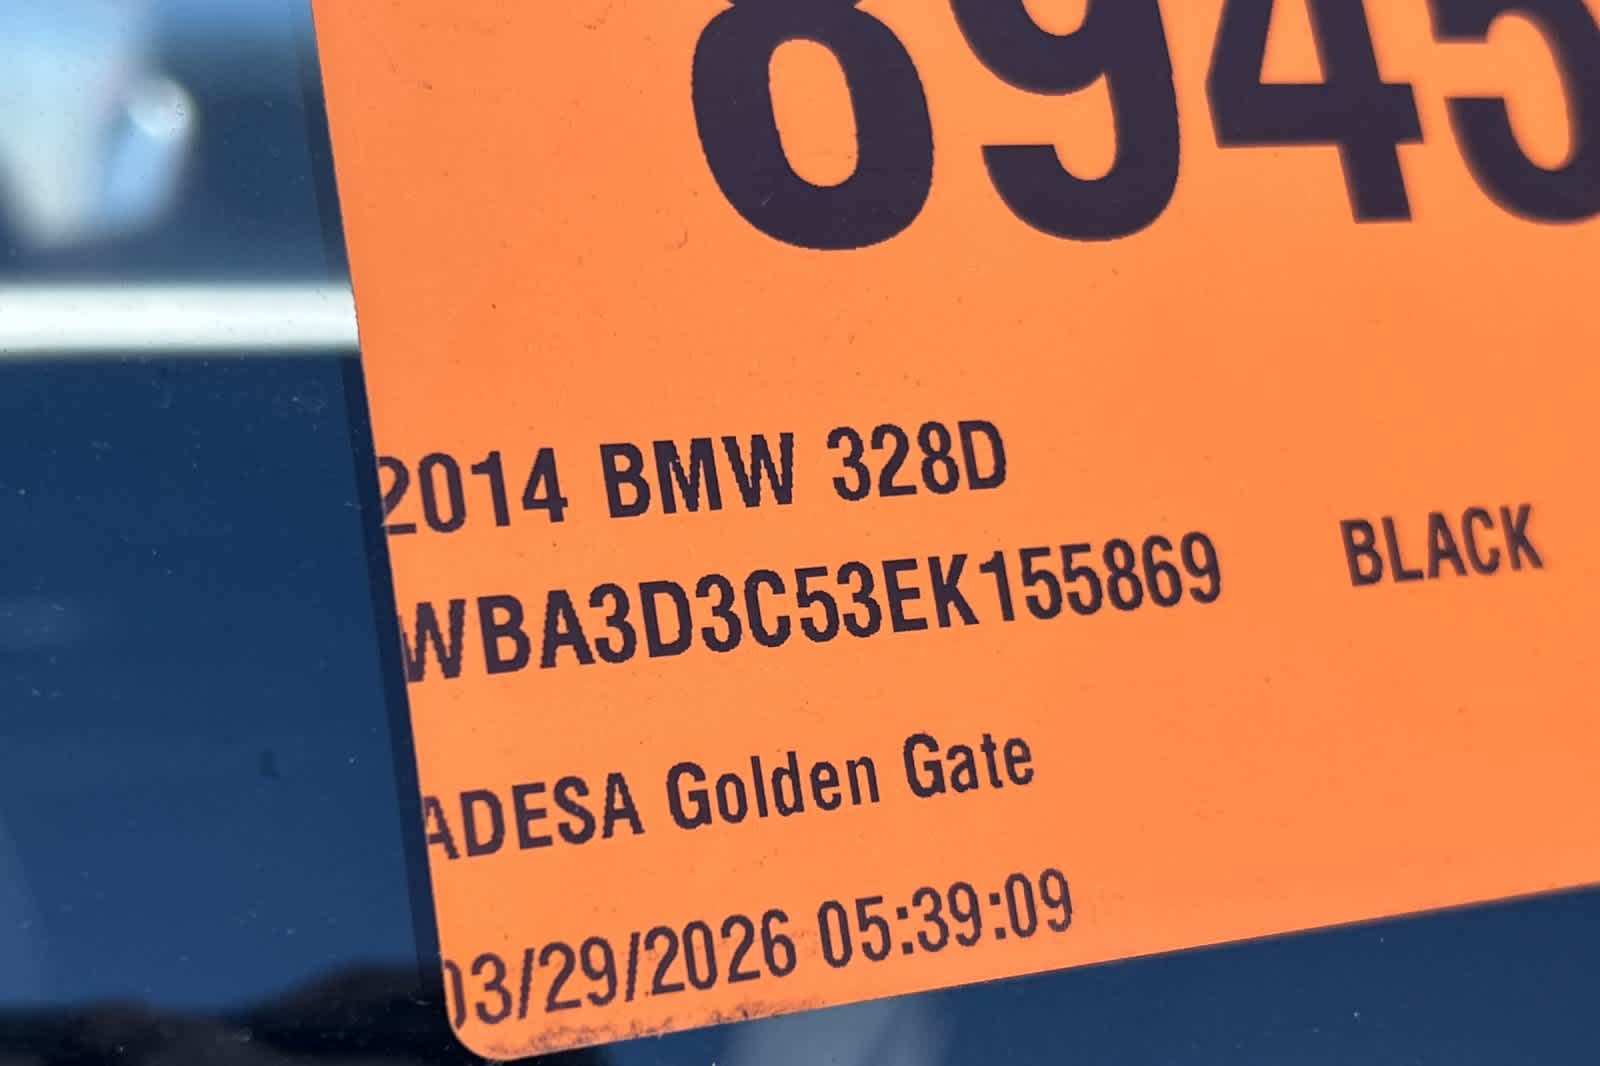 8945
2014 BMW 328D
WBA3D3C53EK155869 BLACK
ADESA Golden Gate
03/29/2026 05:39:09